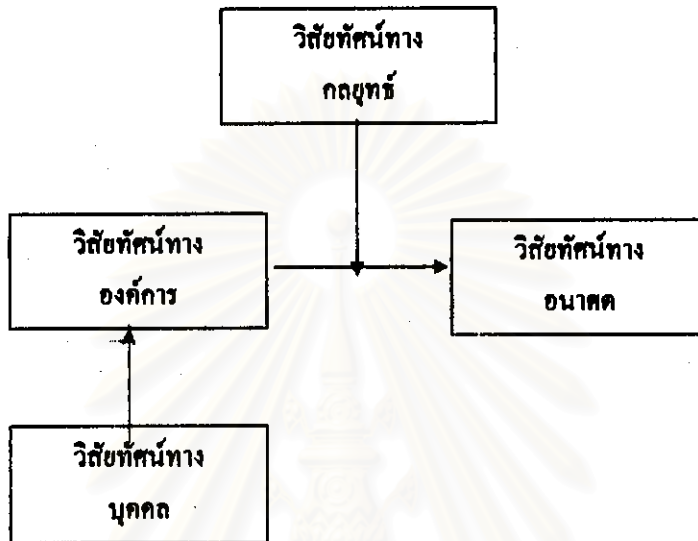 วิสัยทัศน์ทาง
กลยุทธ์
วิสัยทัศน์ทาง
องค์การ
วิสัยทัศน์ทาง
อนาคต
วิสัยทัศน์ทาง
บุคคล